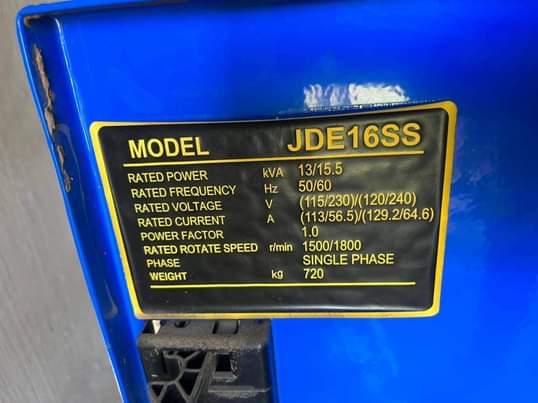 MODEL JDE16SS
RATED POWER kVA 13/15.5
RATED FREQUENCY Hz 50/60
RATED VOLTAGE V (115/230)/(120/240)
RATED CURRENT A (113/56.5)/(129.2/64.6)
POWER FACTOR 1.0
RATED ROTATE SPEED r/min 1500/1800
PHASE SINGLE PHASE
WEIGHT kg 720